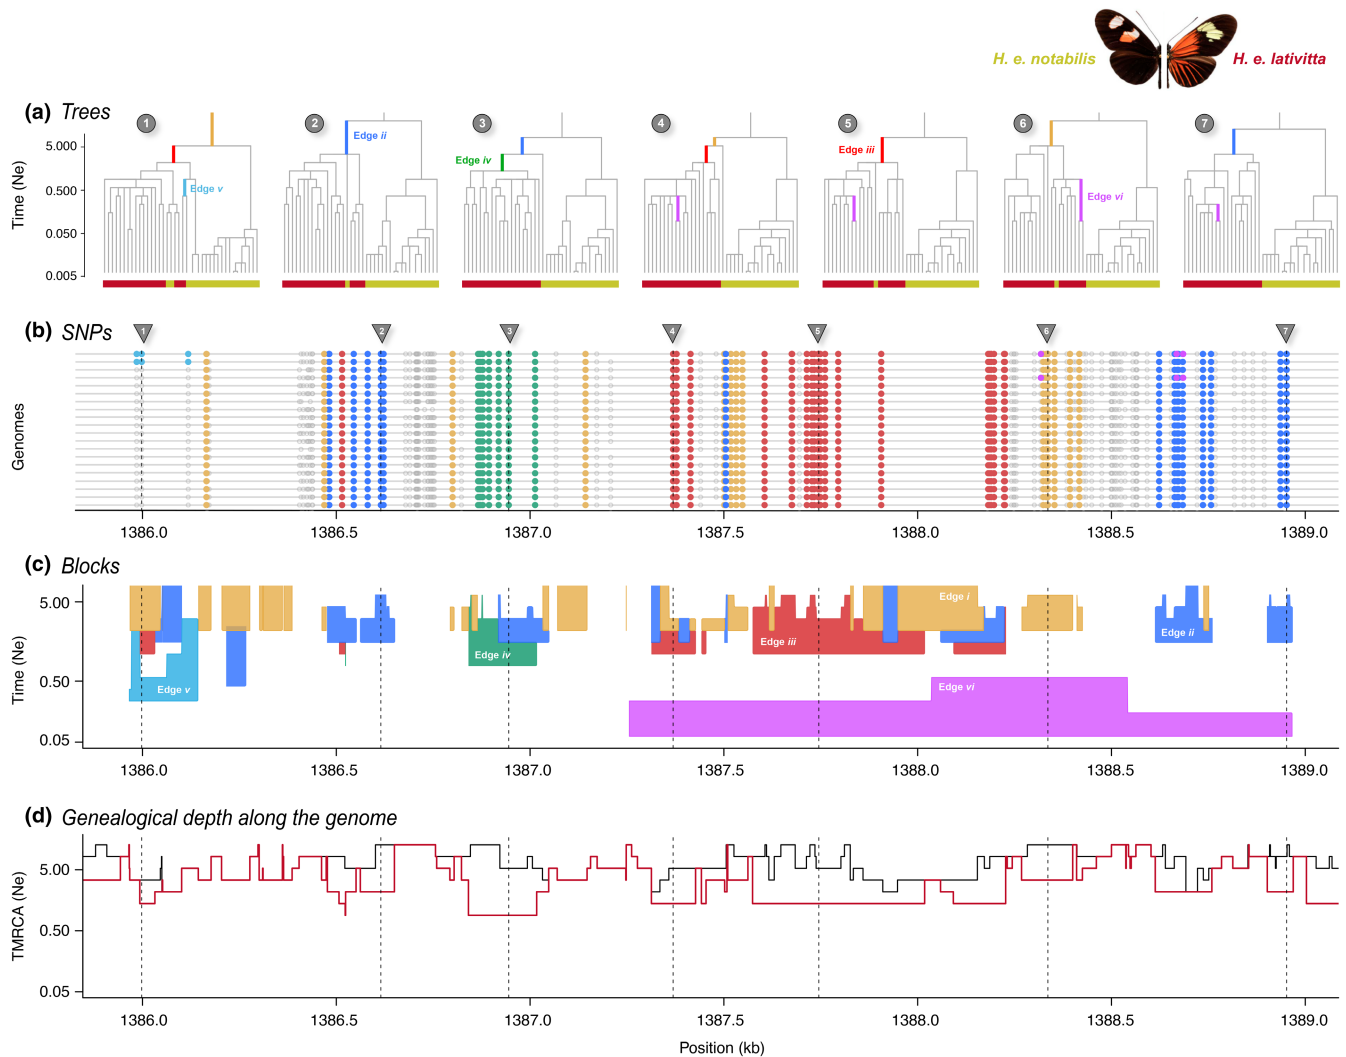 H. e. notabilis
H. e. lativitta
(a) Trees
1 2 3 4 5 6 7
Edge ii
Edge iv
Edge iii
Edge v
Edge vi
Time (Ne)
5.000
0.500
0.050
0.005
(b) SNPs
1 2 3 4 5 6 7
Genomes
1386.0 1386.5 1387.0 1387.5 1388.0 1388.5 1389.0
(c) Blocks
Time (Ne)
5.00
0.50
0.05
Edge i
Edge ii
Edge iii
Edge iv
Edge v
Edge vi
1386.0 1386.5 1387.0 1387.5 1388.0 1388.5 1389.0
(d) Genealogical depth along the genome
TMRCA (Ne)
5.00
0.50
0.05
1386.0 1386.5 1387.0 1387.5 1388.0 1388.5 1389.0
Position (kb)